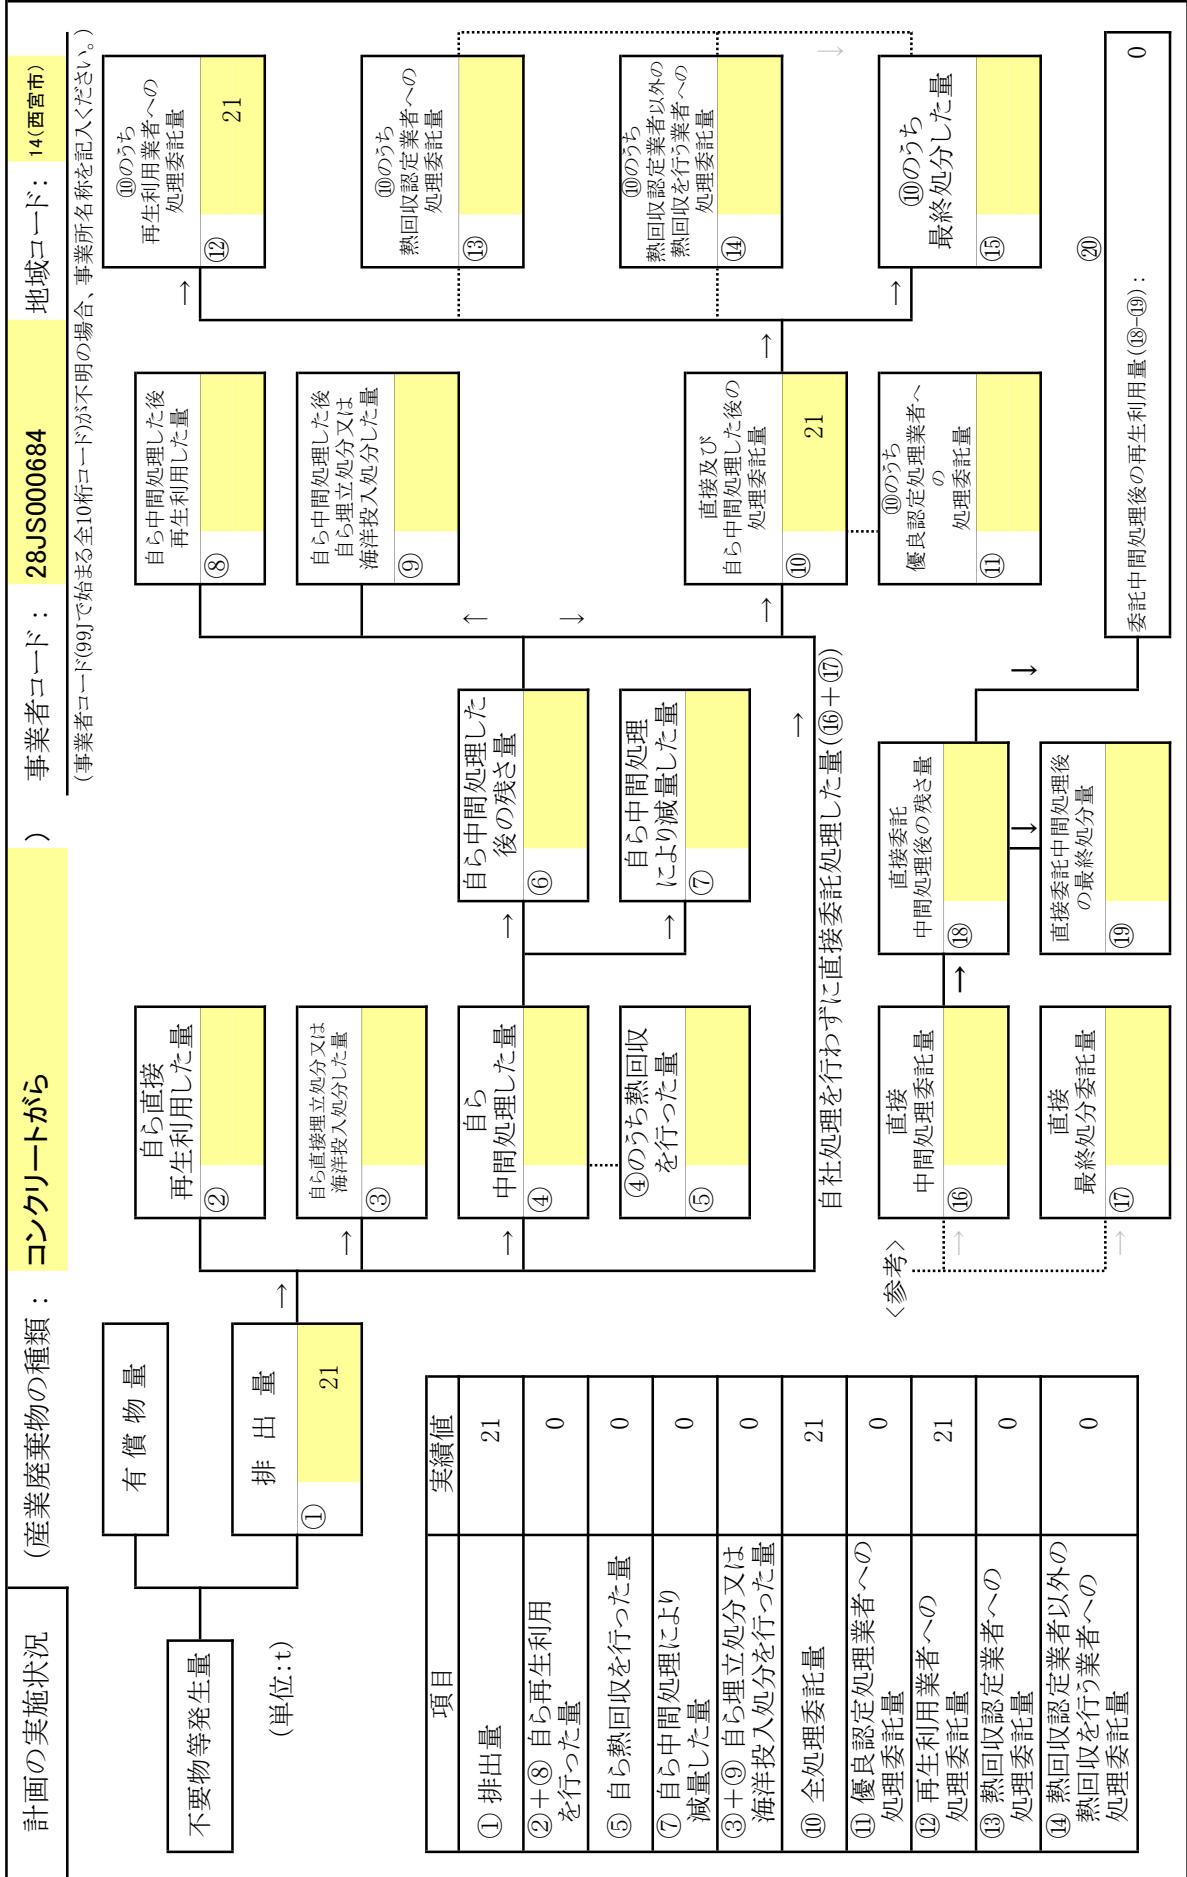 計画の実施状況 (産業廃棄物の種類： コンクリートがら ) 事業者コード： 28JS000684 地域コード： 14(西宮市)
(事業者コード(99Jで始まる全10桁コード)が不明の場合、事業所名称を記入ください。)
不要物等発生量
(単位:t)
有償物量
排出量
① 21
→
自ら直接
再生利用した量
②
→
自ら直接埋立処分又は
海洋投入処分した量
③
→
自ら
中間処理した量
④
④のうち熱回収
を行った量
⑤
→
自ら中間処理した
後の残さ量
⑥
→
自ら中間処理
により減量した量
⑦
→
自社処理を行わずに直接委託処理した量(⑯＋⑰)
自ら中間処理した後
再生利用した量
⑧
自ら中間処理した後
自ら埋立処分又は
海洋投入処分した量
⑨
↑
↓
→
直接及び
自ら中間処理した後の
処理委託量
⑩ 21
⑩のうち
優良認定処理業者へ
の
処理委託量
⑪
→
→
⑩のうち
再生利用業者への
処理委託量
⑫ 21
⑩のうち
熱回収認定業者への
処理委託量
⑬
⑩のうち
熱回収認定業者以外の
熱回収を行う業者への
処理委託量
⑭
→
→
⑩のうち
最終処分した量
⑮
<参考>
→
直接
中間処理委託量
⑯
→
直接
最終処分委託量
⑰
→
直接委託
中間処理後の残さ量
⑱
→
直接委託中間処理後
の最終処分量
⑲
→
⑳
委託中間処理後の再生利用量(⑱-⑲)： 0
項目 実績値
① 排出量 21
②＋⑧ 自ら再生利用
を行った量 0
⑤ 自ら熱回収を行った量 0
⑦ 自ら中間処理により
減量した量 0
③＋⑨ 自ら埋立処分又は
海洋投入処分を行った量 0
⑩ 全処理委託量 21
⑪ 優良認定処理業者への
処理委託量 0
⑫ 再生利用業者への
処理委託量 21
⑬ 熱回収認定業者への
処理委託量 0
⑭ 熱回収認定業者以外の
熱回収を行う業者への
処理委託量 0